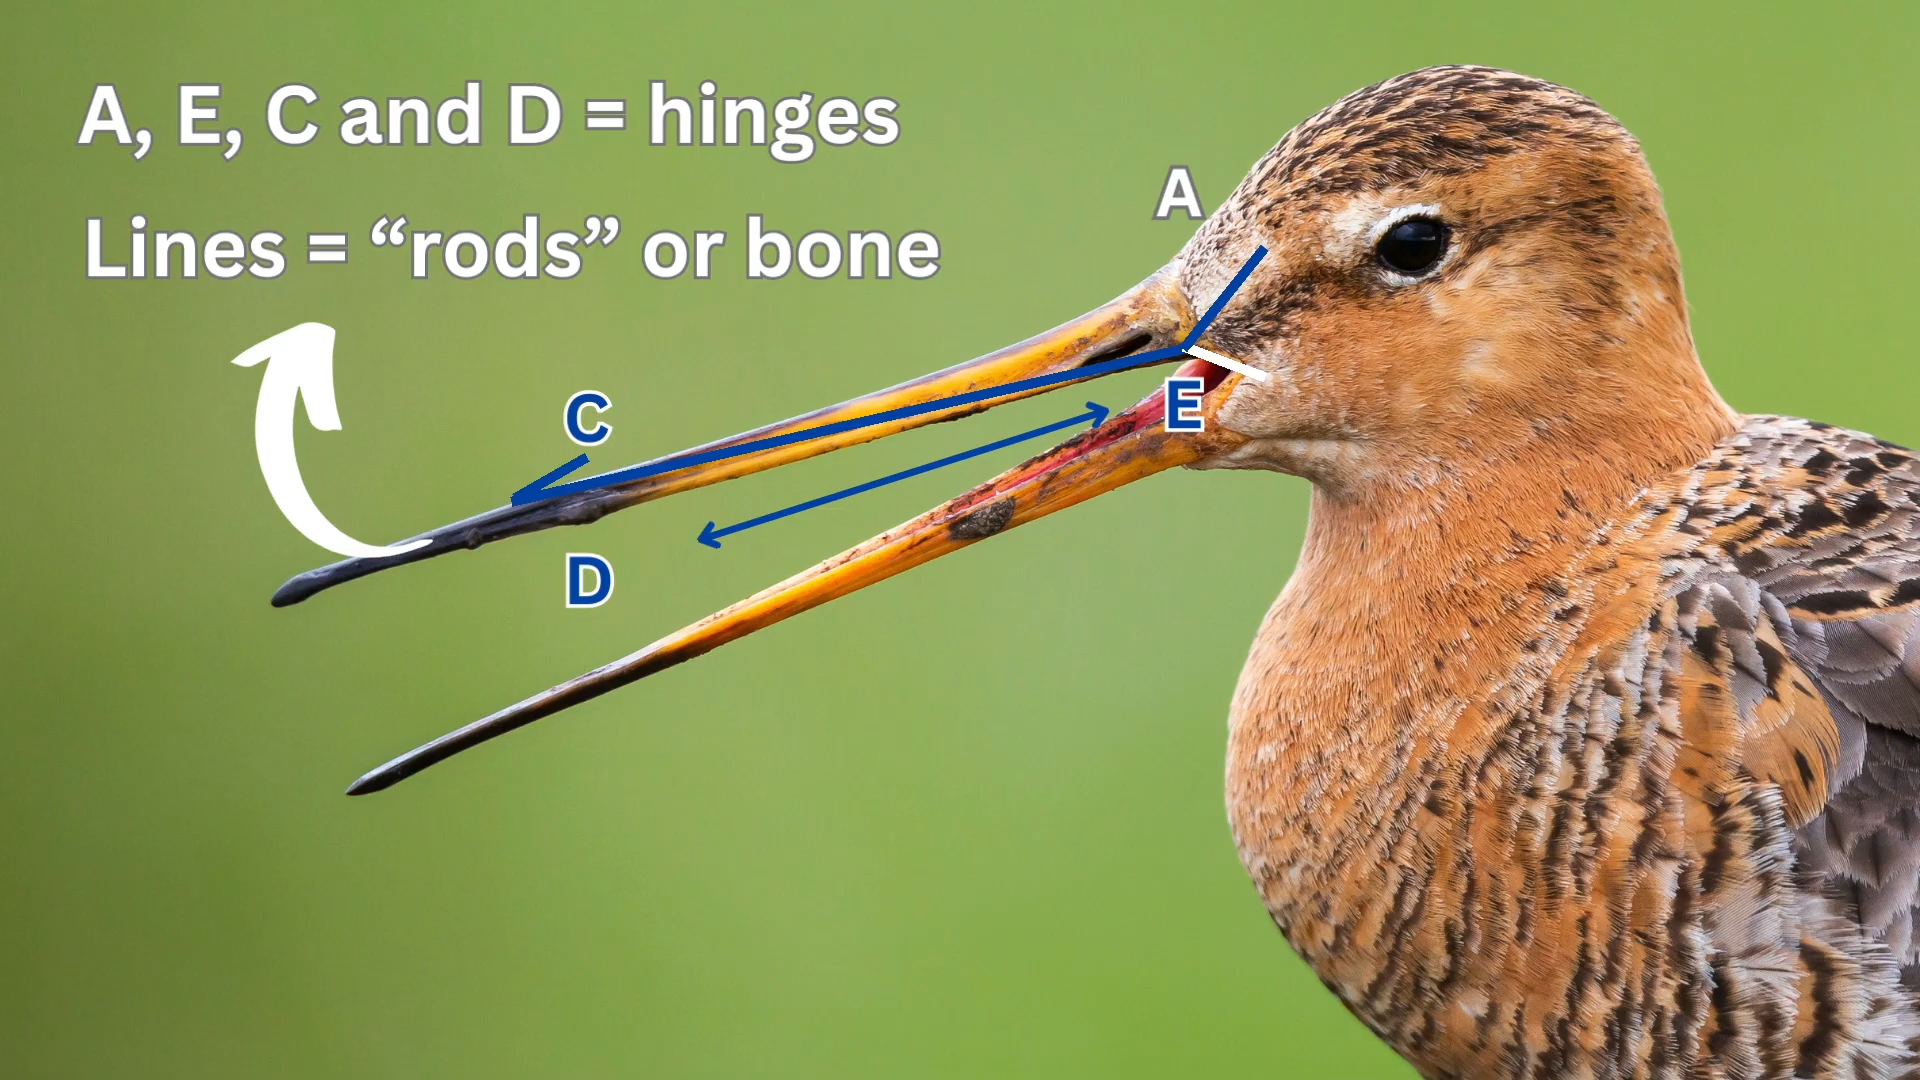 A, E, C and D = hinges
Lines = “rods” or bone
A
C
E
D